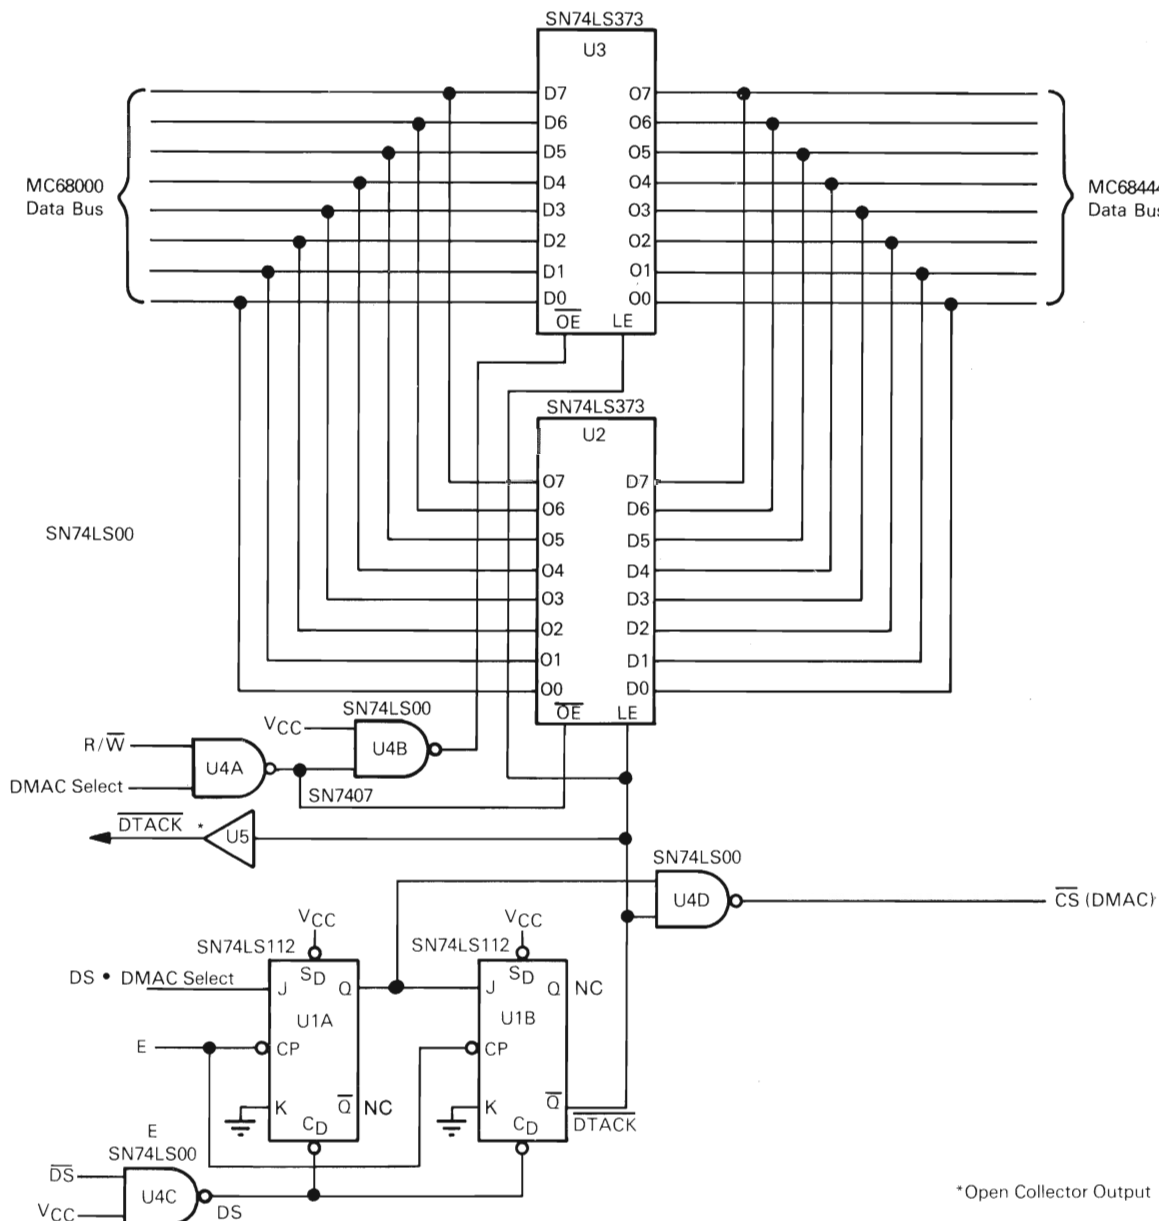 SN74LS373
U3
D7 O7
D6 O6
D5 O5
D4 O4
D3 O3
D2 O2
D1 O1
D0 O0
OE LE
MC68000
Data Bus
MC6844
Data Bus
SN74LS373
U2
O7 D7
O6 D6
O5 D5
O4 D4
O3 D3
O2 D2
O1 D1
O0 D0
OE LE
SN74LS00
SN74LS00
VCC
U4B
R/W
U4A
DMAC Select
SN7407
DTACK *
U5
SN74LS00
U4D
CS (DMAC)
VCC
SN74LS112
SD
DS • DMAC Select
J Q
U1A
E
CP
K Q NC
CD
VCC
SN74LS112
SD
J Q NC
U1B
CP
K Q
DTACK
CD
E
SN74LS00
DS
U4C
DS
VCC
*Open Collector Output